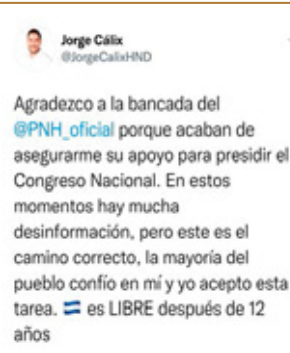 Jorge Cálix
@JorgeCalixHND
Agradezco a la bancada del
@PNH_oficial porque acaban de
asegurarme su apoyo para presidir el
Congreso Nacional. En estos
momentos hay mucha
desinformación, pero este es el
camino correcto, la mayoría del
pueblo confío en mí y yo acepto esta
tarea. 🇭🇳 es LIBRE después de 12
años